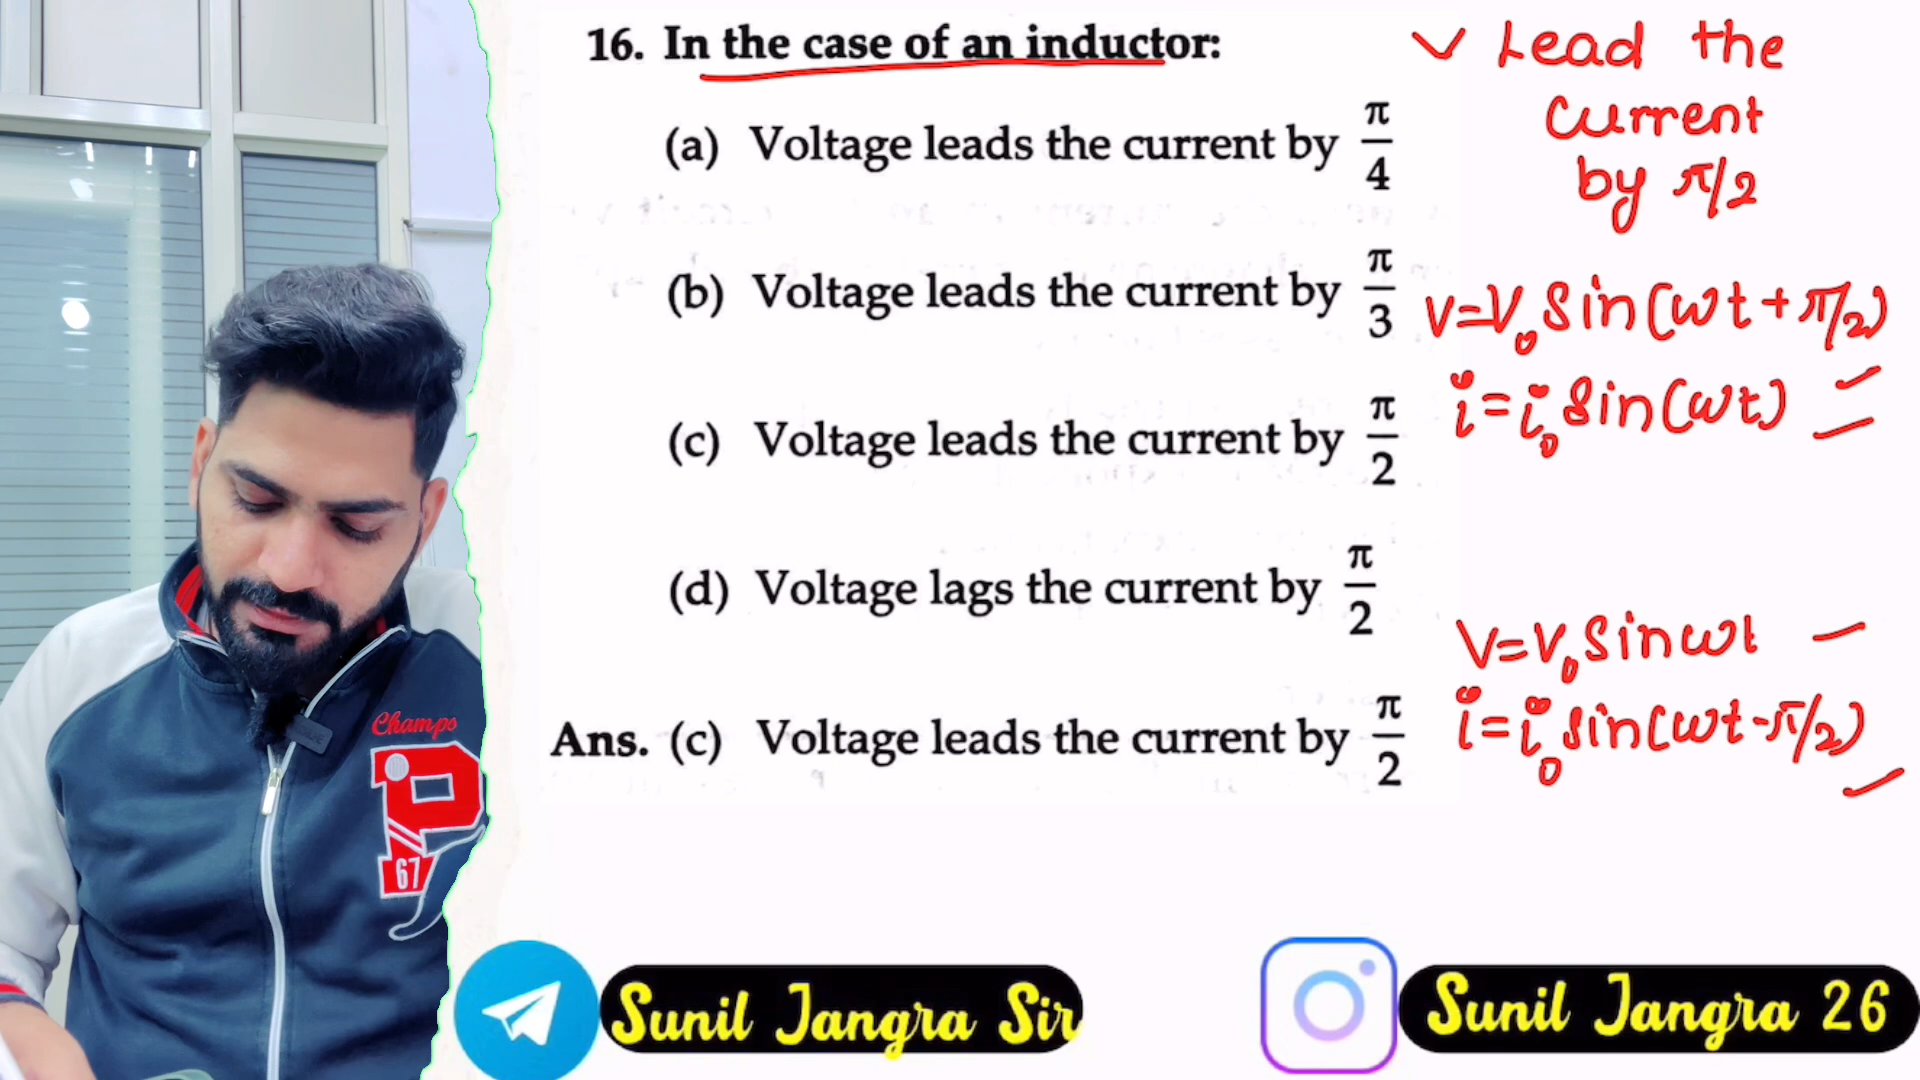 16. In the case of an inductor:
(a) Voltage leads the current by π/4
(b) Voltage leads the current by π/3
(c) Voltage leads the current by π/2
(d) Voltage lags the current by π/2
Ans. (c) Voltage leads the current by π/2
V Lead the
current
by π/2
V=V₀ Sin(ωt+π/2)
i=i₀ Sin(ωt)
V=V₀ Sinωt
i=i₀ Sin(ωt-π/2)
Champs
P
67
Sunil Jangra Sir
Sunil Jangra 26